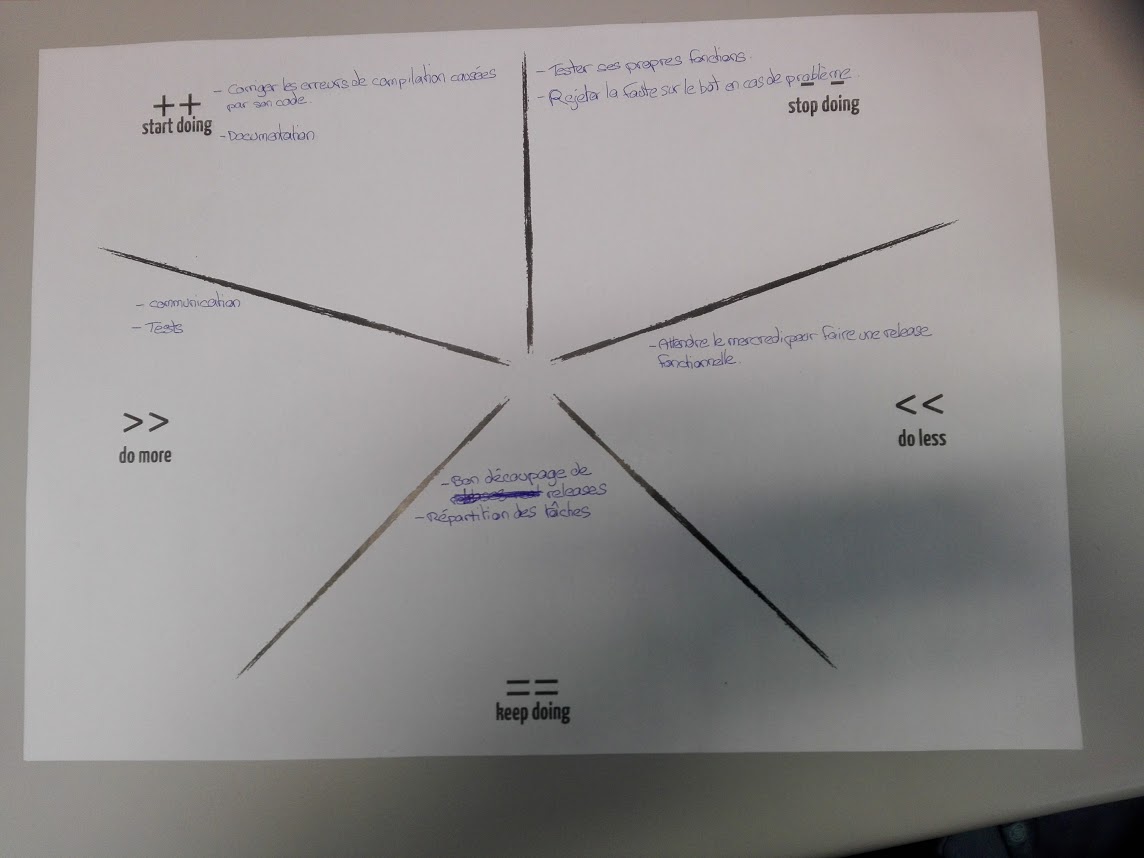 ++
start doing
- Corriger les erreurs de compilation causées
par son code.
- Documentation
- Tester ses propres fonctions.
- Rejeter la faute sur le bot en cas de problème.
--
stop doing
- communication
- Tests
>>
do more
- Attendre le mercredi pour faire une release
fonctionnelle.
<<
do less
- Bon découpage de
releases
- Répartition des tâches
==
keep doing